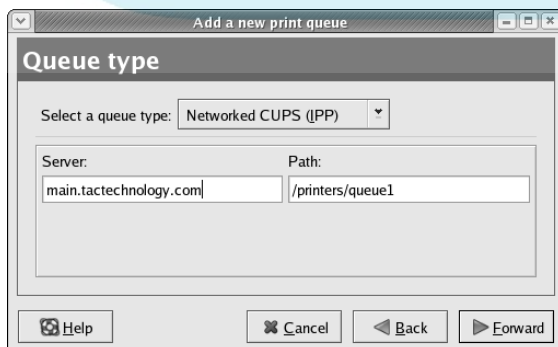 Add a new print queue
Queue type
Select a queue type: Networked CUPS (IPP)
Server: Path:
main.tactechnology.com /printers/queue1
Help Cancel Back Forward